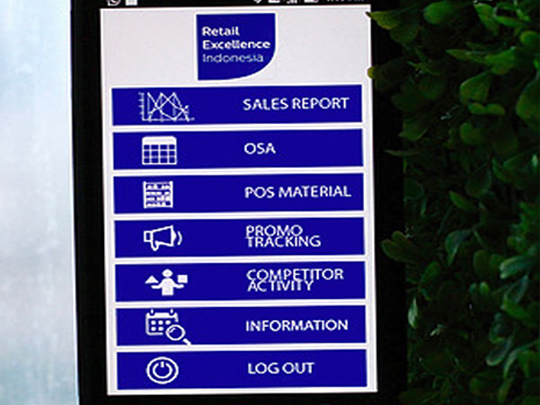 Retail
Excellence
Indonesia
SALES REPORT
OSA
POS MATERIAL
PROMO
TRACKING
COMPETITOR
ACTIVITY
INFORMATION
LOG OUT